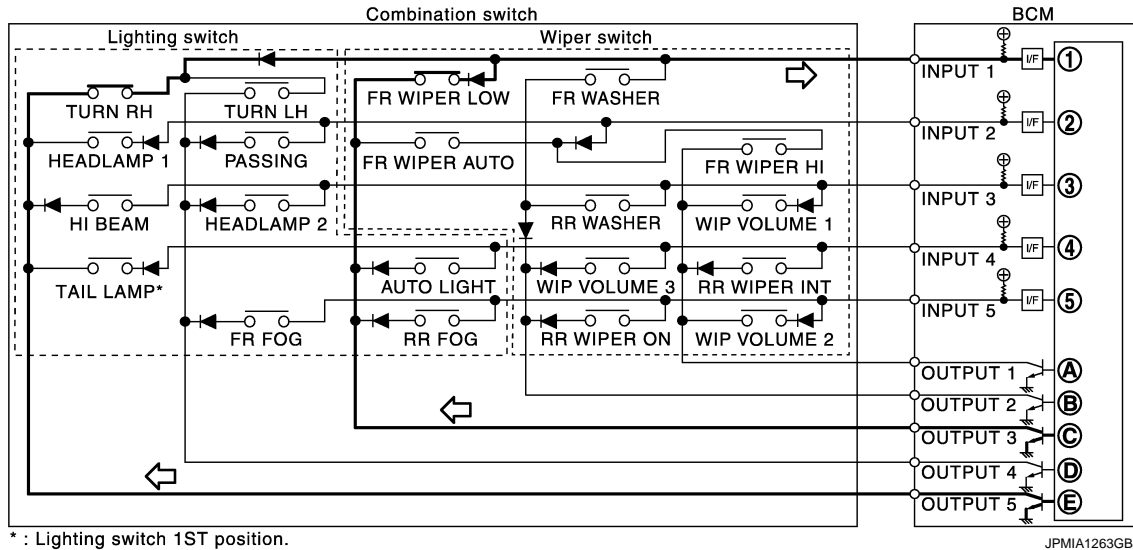 Combination switch
BCM
Lighting switch
Wiper switch
TURN RH
TURN LH
FR WIPER LOW
FR WASHER
INPUT 1
I/F
1
HEADLAMP 1
PASSING
FR WIPER AUTO
FR WIPER HI
INPUT 2
I/F
2
HI BEAM
HEADLAMP 2
RR WASHER
WIP VOLUME 1
INPUT 3
I/F
3
TAIL LAMP*
AUTO LIGHT
WIP VOLUME 3
RR WIPER INT
INPUT 4
I/F
4
FR FOG
RR FOG
RR WIPER ON
WIP VOLUME 2
INPUT 5
I/F
5
OUTPUT 1
A
OUTPUT 2
B
OUTPUT 3
C
OUTPUT 4
D
OUTPUT 5
E
* : Lighting switch 1ST position.
JPMIA1263GB